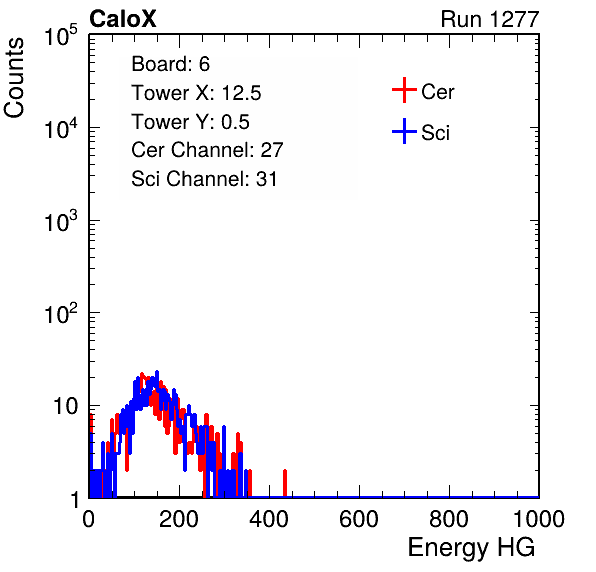 CaloX Run 1277
Counts
10^5
10^4
10^3
10^2
10
1
Board: 6
Tower X: 12.5
Tower Y: 0.5
Cer Channel: 27
Sci Channel: 31
Cer
Sci
0 200 400 600 800 1000
Energy HG